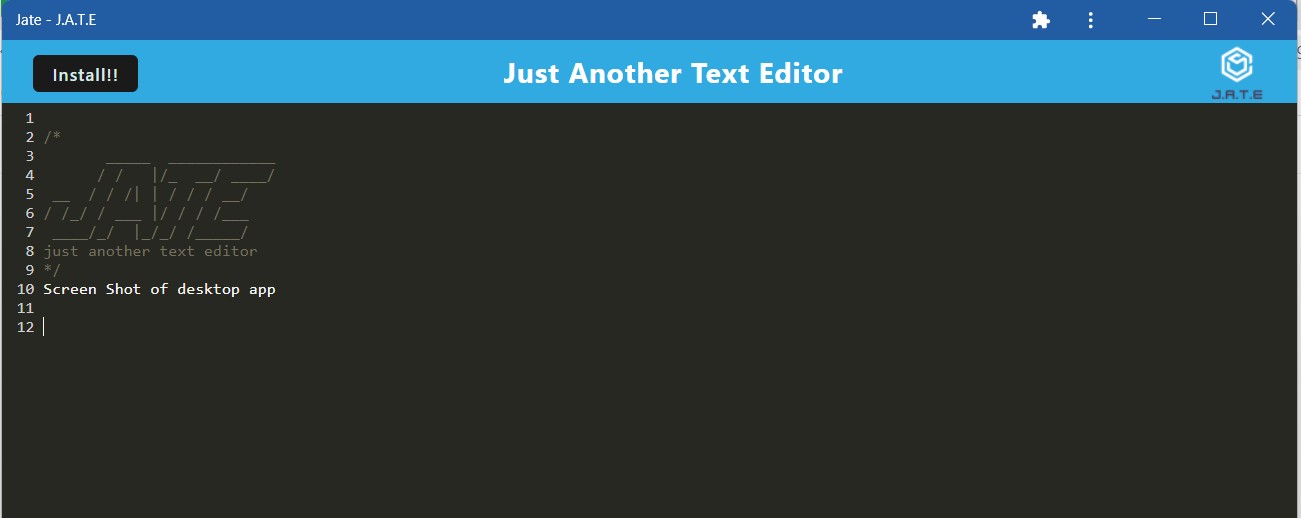 Jate - J.A.T.E
Install!!
Just Another Text Editor
J.A.T.E
1
2 /*
3        _____  ____________
4       / /   |/_  __/ ____/
5  __  / / /| | / / / __/
6 / /_/ / ___ |/ / / /___
7  ____/_/  |_/_/ /_____/
8 just another text editor
9 */
10 Screen Shot of desktop app
11
12